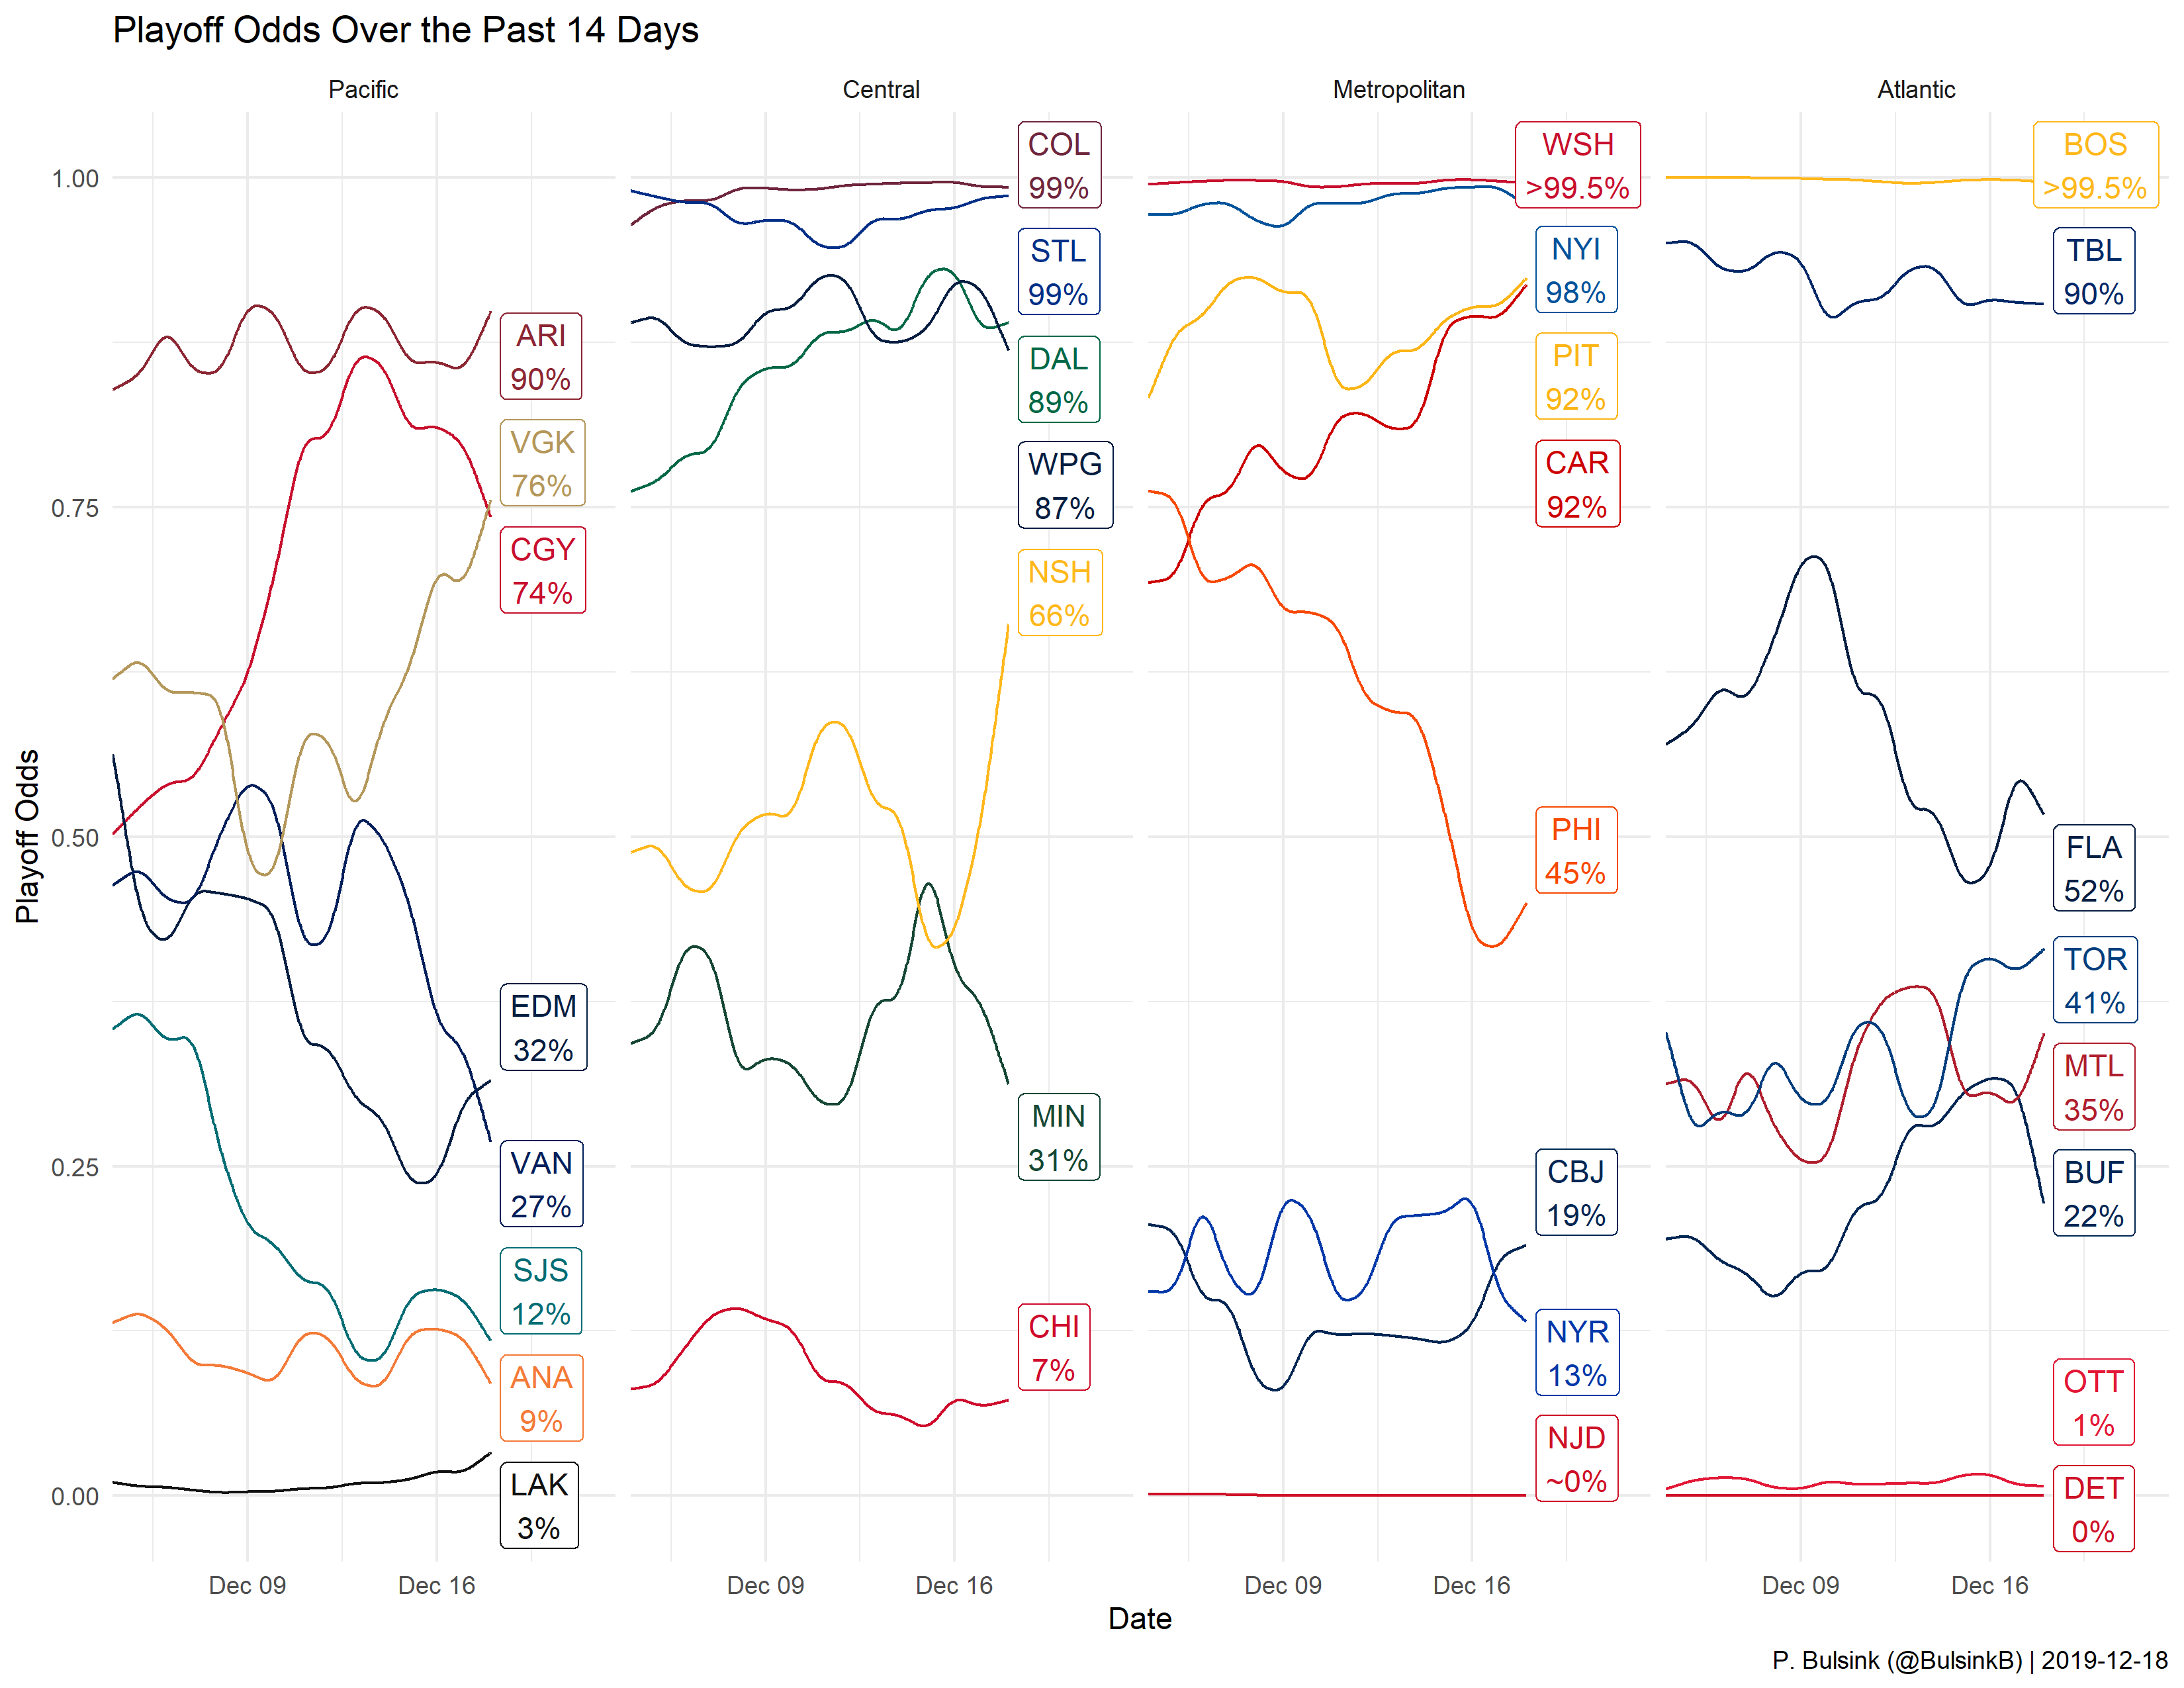 Playoff Odds Over the Past 14 Days
Pacific
Central
Metropolitan
Atlantic
Playoff Odds
1.00
0.75
0.50
0.25
0.00
ARI
90%
VGK
76%
CGY
74%
EDM
32%
VAN
27%
SJS
12%
ANA
9%
LAK
3%
COL
99%
STL
99%
DAL
89%
WPG
87%
NSH
66%
MIN
31%
CHI
7%
WSH
>99.5%
NYI
98%
PIT
92%
CAR
92%
PHI
45%
CBJ
19%
NYR
13%
NJD
~0%
BOS
>99.5%
TBL
90%
FLA
52%
TOR
41%
MTL
35%
BUF
22%
OTT
1%
DET
0%
Dec 09
Dec 16
Dec 09
Dec 16
Dec 09
Dec 16
Dec 09
Dec 16
Date
P. Bulsink (@BulsinkB) | 2019-12-18